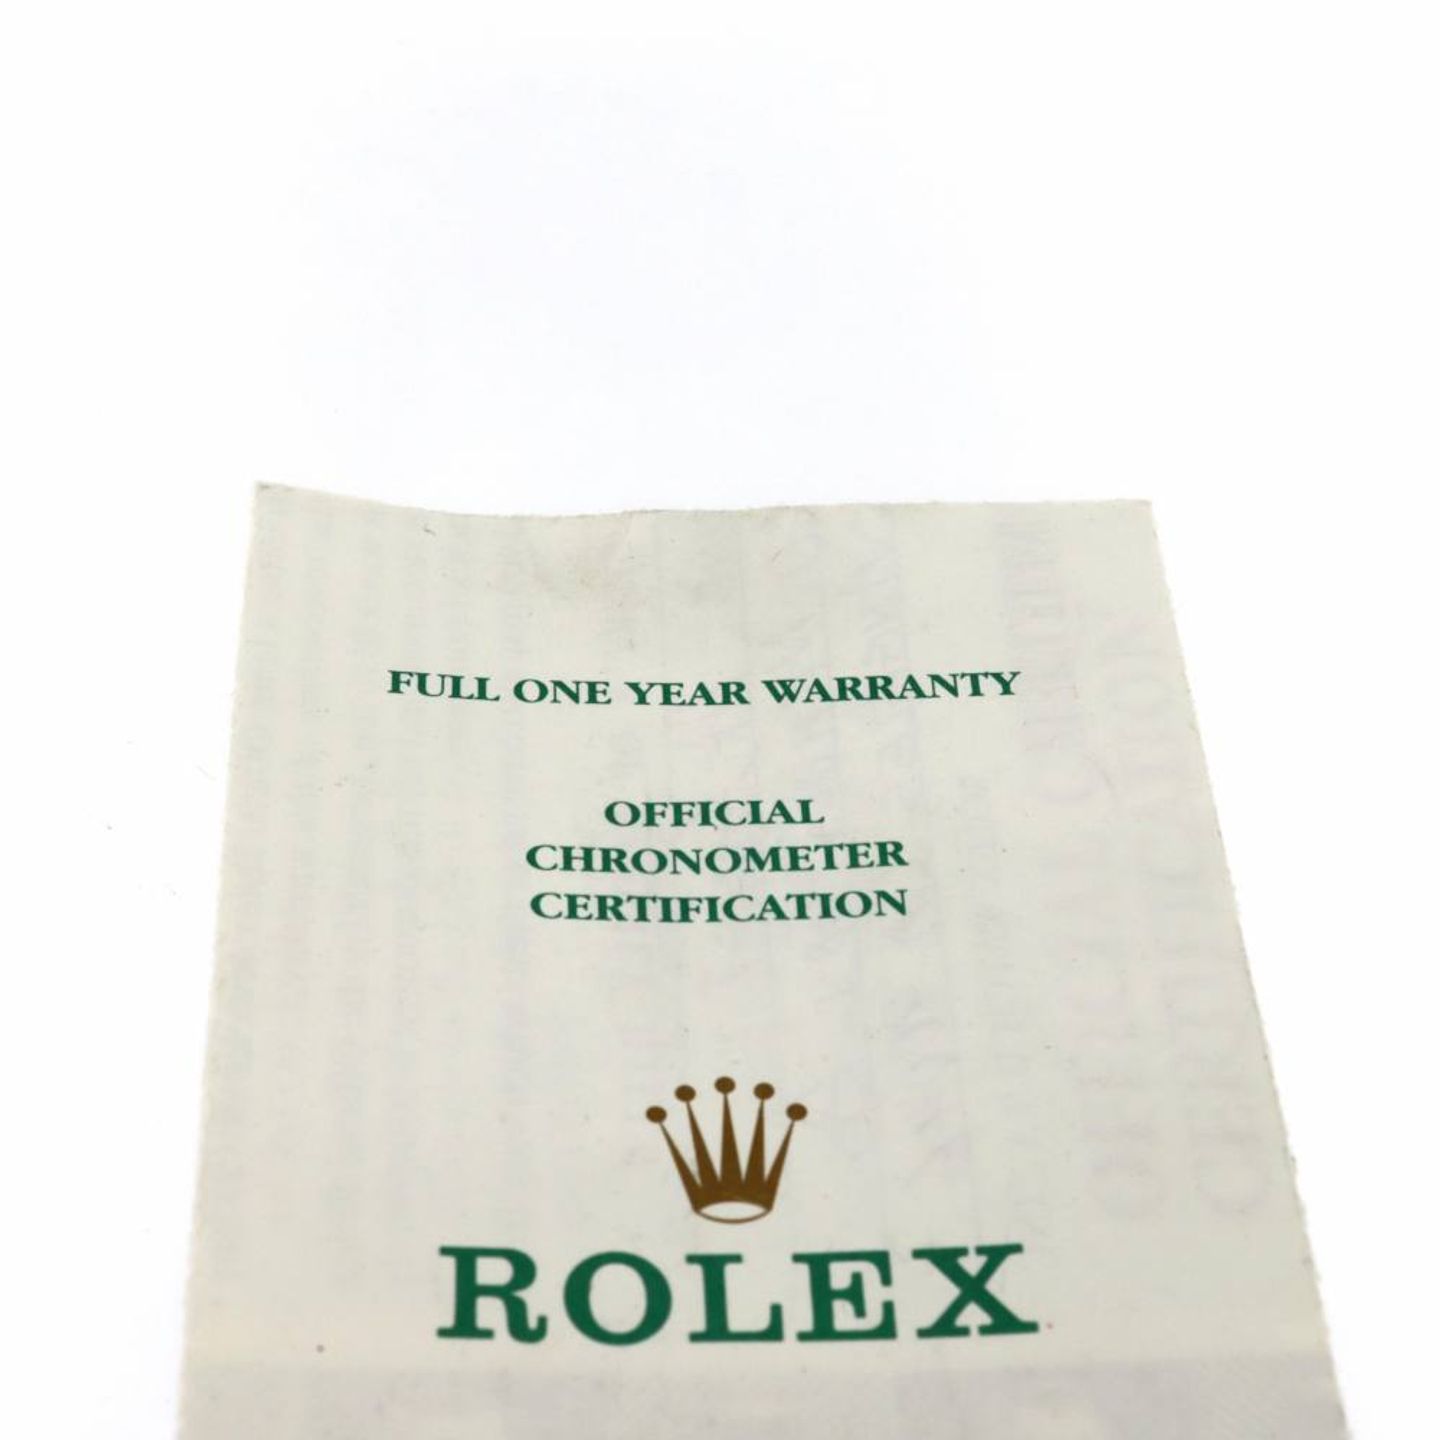 FULL ONE YEAR WARRANTY
OFFICIAL
CHRONOMETER
CERTIFICATION
ROLEX